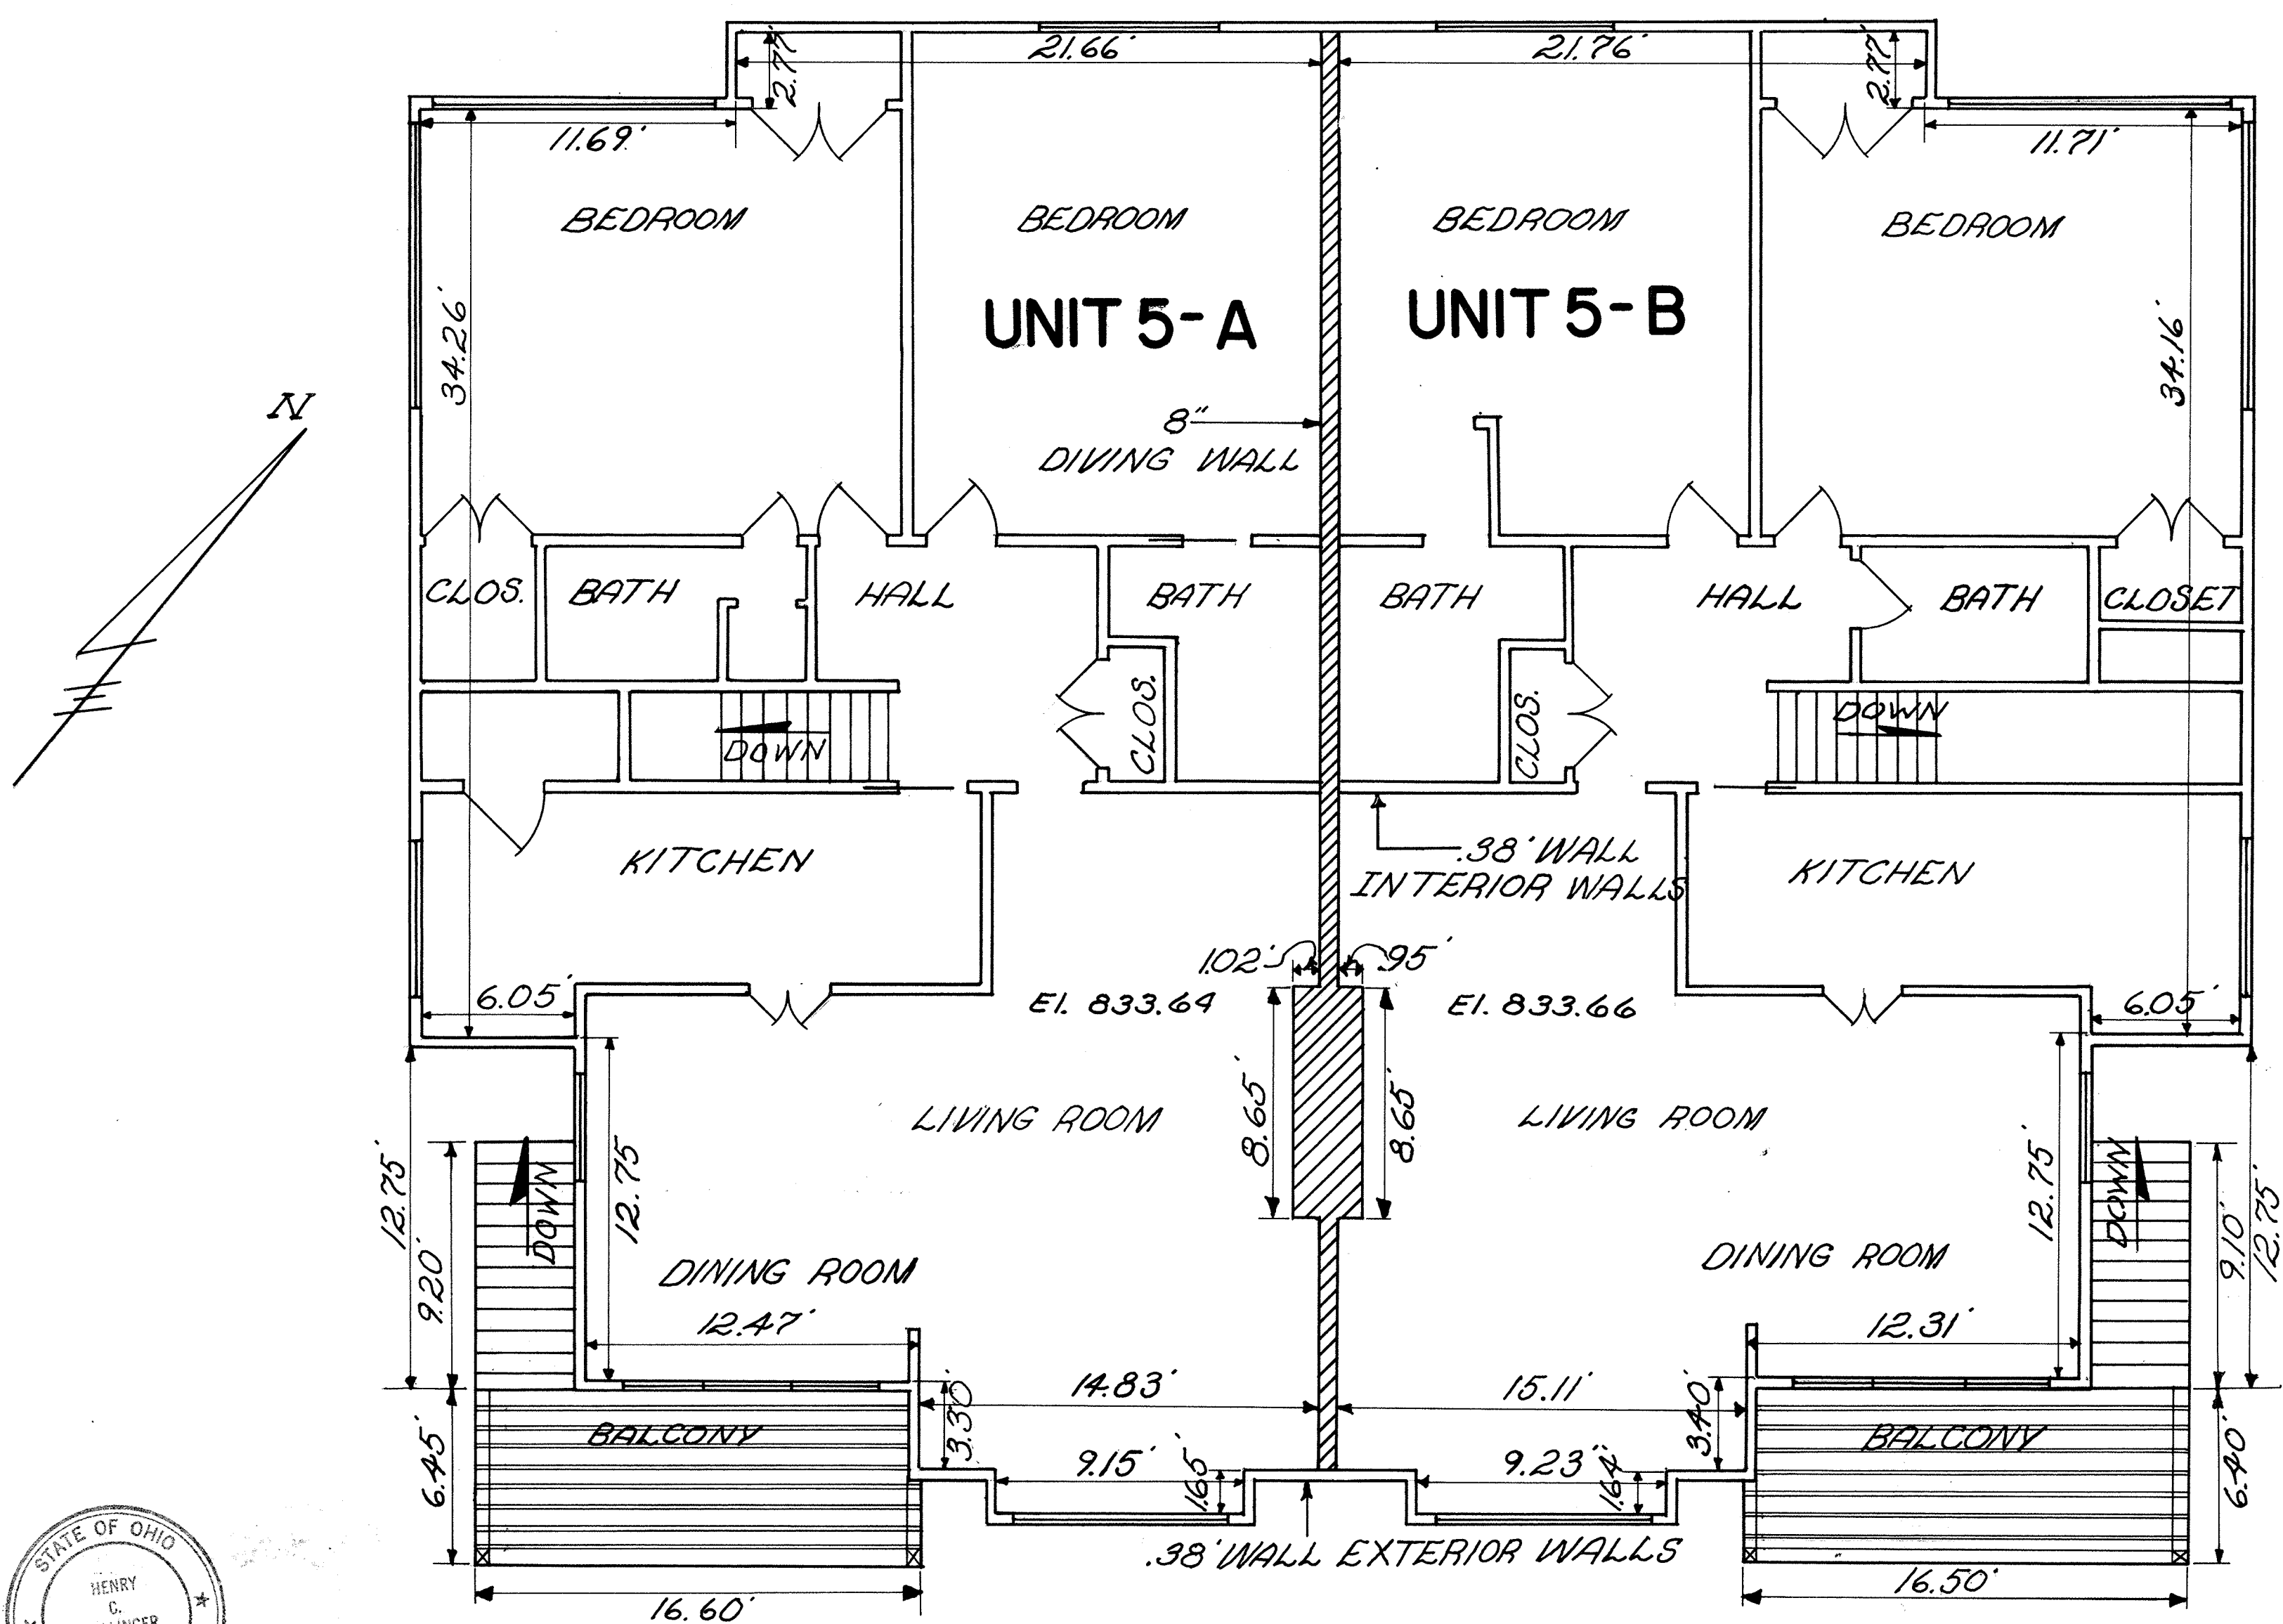 21.66'
21.76'
2.77'
2.77'
11.69'
11.71'
BEDROOM
BEDROOM
BEDROOM
BEDROOM
UNIT 5-A
UNIT 5-B
34.26'
34.16'
N
8"
DIVING WALL
CLOS.
BATH
HALL
BATH
BATH
HALL
BATH
CLOSET
CLOS.
CLOS.
DOWN
DOWN
KITCHEN
.38' WALL
INTERIOR WALLS
KITCHEN
1.02'
.95'
6.05'
El. 833.64
El. 833.66
6.05'
8.65'
8.65'
LIVING ROOM
LIVING ROOM
12.75'
9.20'
DOWN
12.75
12.75'
DOWN
9.10'
12.75'
DINING ROOM
DINING ROOM
12.47'
12.31'
14.83'
15.11'
3.30'
3.40'
BALCONY
BALCONY
6.45'
6.40'
9.15'
1.65'
9.23"
1.64'
.38' WALL EXTERIOR WALLS
16.60'
16.50'
STATE OF OHIO
HENRY
C.